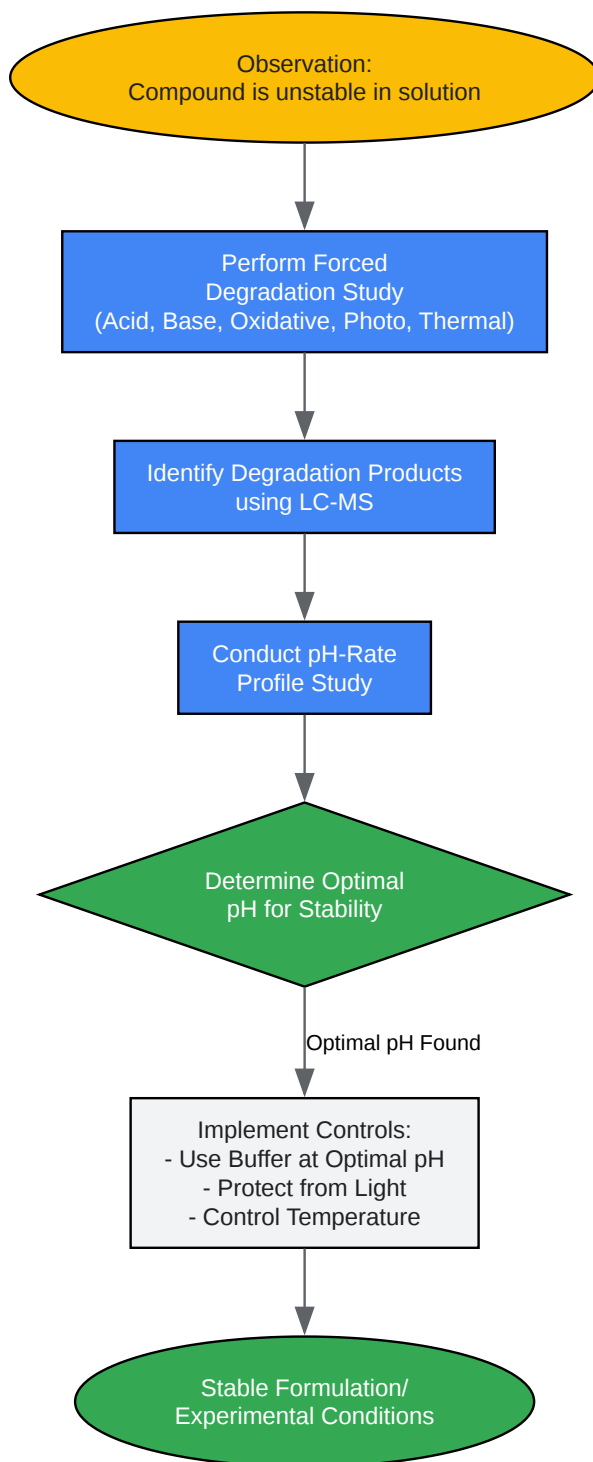 Observation:
Compound is unstable in solution
Perform Forced
Degradation Study
(Acid, Base, Oxidative, Photo, Thermal)
Identify Degradation Products
using LC-MS
Conduct pH-Rate
Profile Study
Determine Optimal
pH for Stability
Optimal pH Found
Implement Controls:
- Use Buffer at Optimal pH
- Protect from Light
- Control Temperature
Stable Formulation/
Experimental Conditions